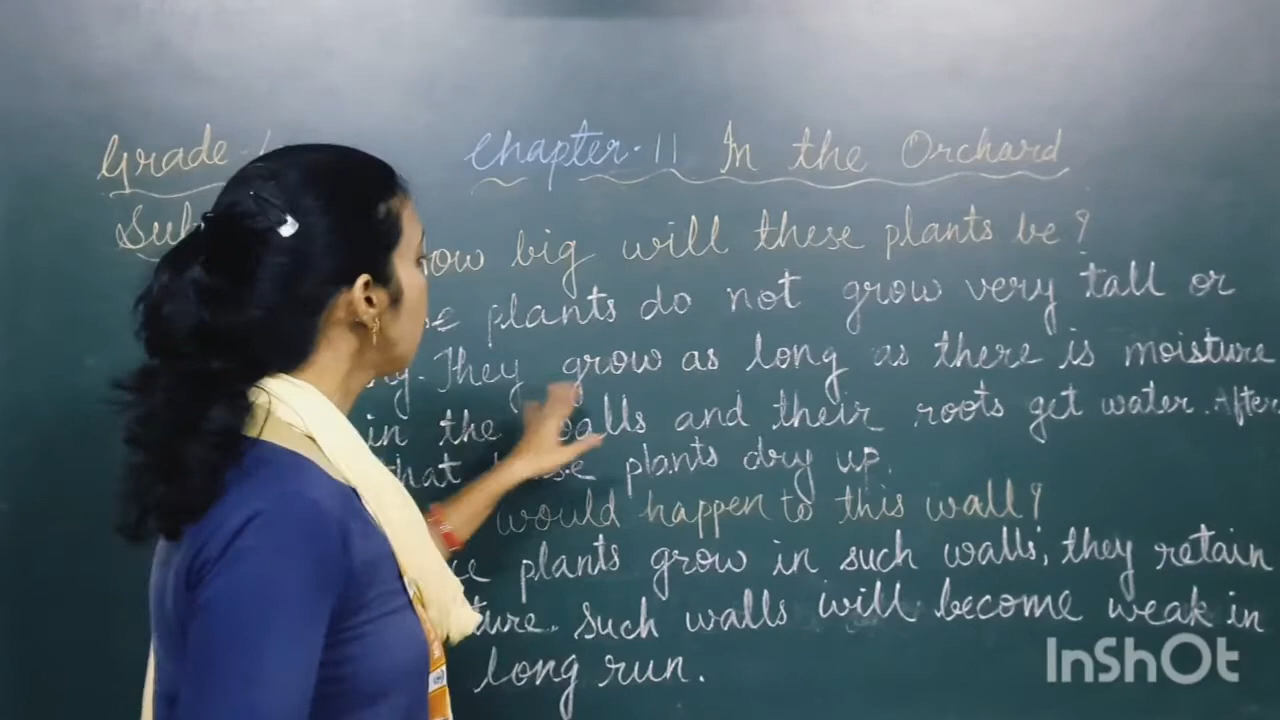 Grade-
Chapter-11 In the Orchard
Sub
how big will these plants be?
plants do not grow very tall or
They grow as long as there is moisture
in the walls and their roots get water. After
that these plants dry up.
would happen to this wall?
plants grow in such walls, they retain
such walls will become weak in
long run.
InShOt